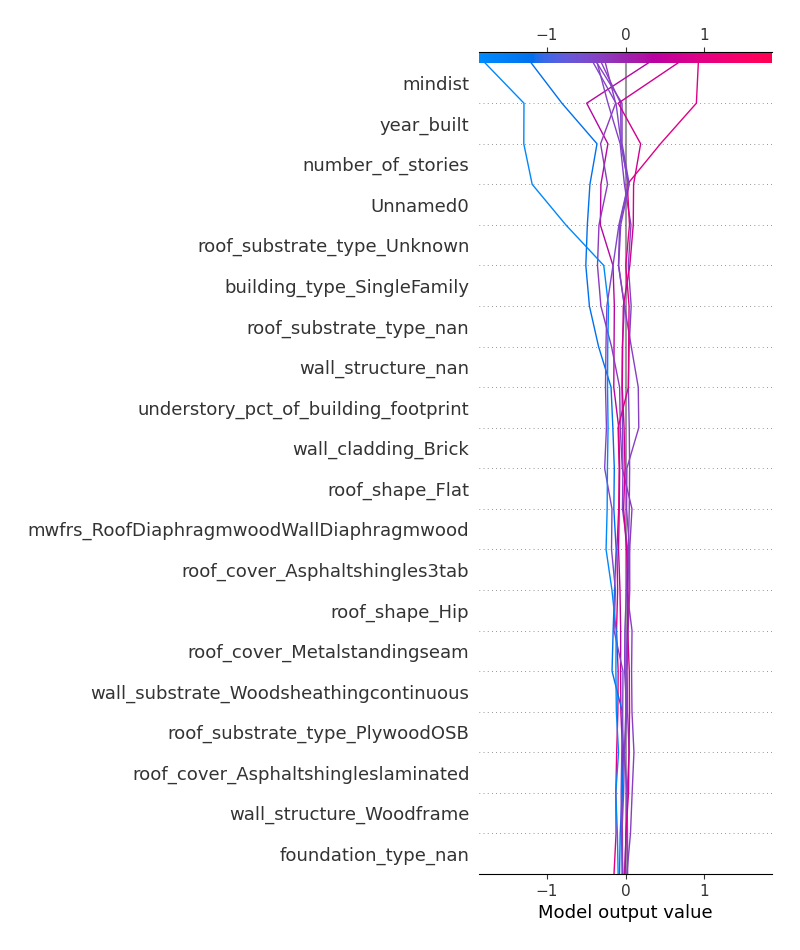 −1 0 1
mindist
year_built
number_of_stories
Unnamed0
roof_substrate_type_Unknown
building_type_SingleFamily
roof_substrate_type_nan
wall_structure_nan
understory_pct_of_building_footprint
wall_cladding_Brick
roof_shape_Flat
mwfrs_RoofDiaphragmwoodWallDiaphragmwood
roof_cover_Asphaltshingles3tab
roof_shape_Hip
roof_cover_Metalstandingseam
wall_substrate_Woodsheathingcontinuous
roof_substrate_type_PlywoodOSB
roof_cover_Asphaltshingleslaminated
wall_structure_Woodframe
foundation_type_nan
−1 0 1
Model output value